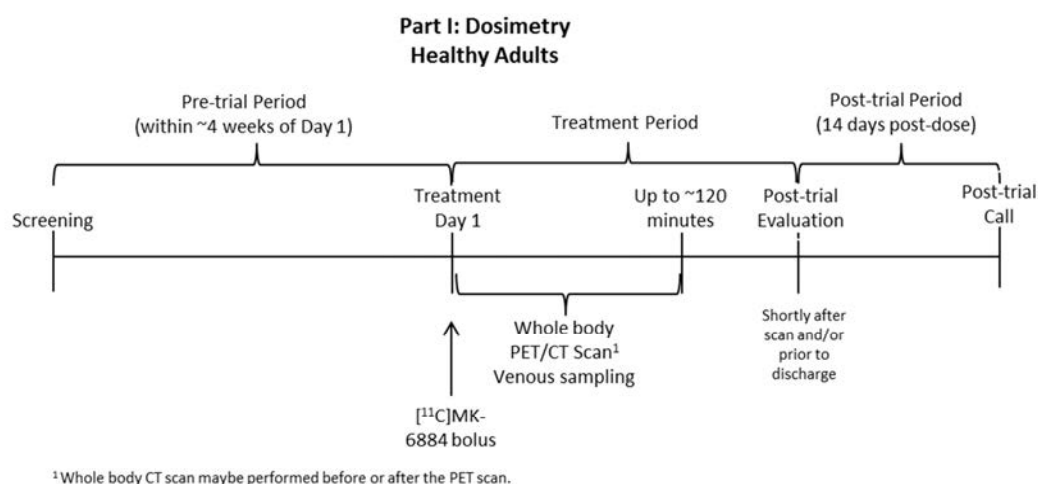 Part I: Dosimetry
Healthy Adults
Pre-trial Period
(within ~4 weeks of Day 1)
Treatment Period
Post-trial Period
(14 days post-dose)
Screening
Treatment
Day 1
Up to ~120
minutes
Post-trial
Evaluation
Post-trial
Call
Whole body
PET/CT Scan¹
Venous sampling
Shortly after
scan and/or
prior to
discharge
[¹¹C]MK-
6884 bolus
¹ Whole body CT scan maybe performed before or after the PET scan.